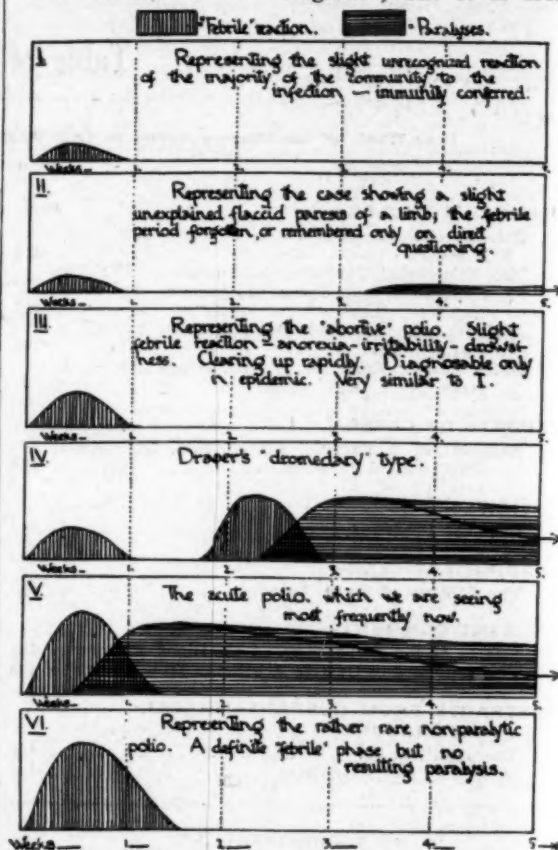 "Febrile" reaction. = Paralyses.
I.
Representing the slight unrecognized reaction
of the majority of the community to the
infection — immunity conferred.
Weeks— 1. 2. 3. 4. 5.
II.
Representing the case showing a slight
unexplained flaccid paresis of a limb; the febrile
period forgotten, or remembered only on direct
questioning.
Weeks— 1. 2. 3. 4. 5.
III.
Representing the "abortive" polio. Slight
febrile reaction – anorexia – irritability – drowsi-
ness. Clearing up rapidly. Diagnosable only
in epidemic. Very similar to I.
Weeks— 1. 2. 3. 4. 5.
IV.
Draper's "dromedary" type.
Weeks— 1. 2. 3. 4. 5.
V
The acute polio. which we are seeing
most frequently now.
Weeks— 1. 2. 3. 4. 5.
VI.
Representing the rather rare non-paralytic
polio. A definite "febrile" phase but no
resulting paralysis.
Weeks— 1. 2. 3. 4. 5.